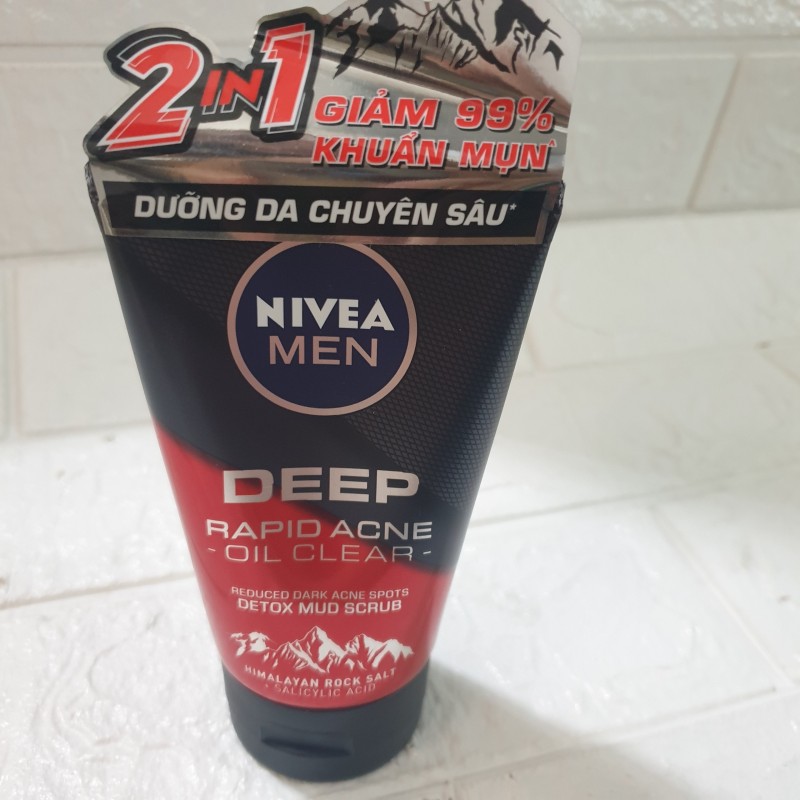 2 IN 1
GIẢM 99%
KHUẨN MỤN^
DƯỠNG DA CHUYÊN SÂU*
NIVEA
MEN
DEEP
RAPID ACNE
- OIL CLEAR -
REDUCED DARK ACNE SPOTS
DETOX MUD SCRUB
HIMALAYAN ROCK SALT
+ SALICYLIC ACID